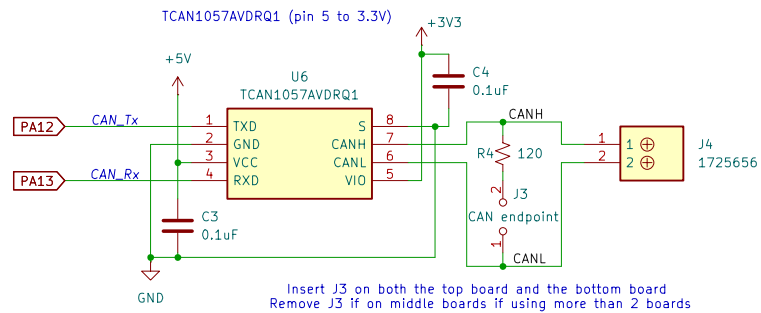 TCAN1057AVDRQ1 (pin 5 to 3.3V)
+3V3
+5V
C4
0.1uF
U6
TCAN1057AVDRQ1
PA12
CAN_Tx
1
TXD
2
GND
3
VCC
4
RXD
PA13
CAN_Rx
S
8
CANH
7
CANL
6
VIO
5
CANH
R4
120
1
2
1
2
J4
1725656
2
J3
CAN endpoint
1
CANL
C3
0.1uF
GND
Insert J3 on both the top board and the bottom board
Remove J3 if on middle boards if using more than 2 boards